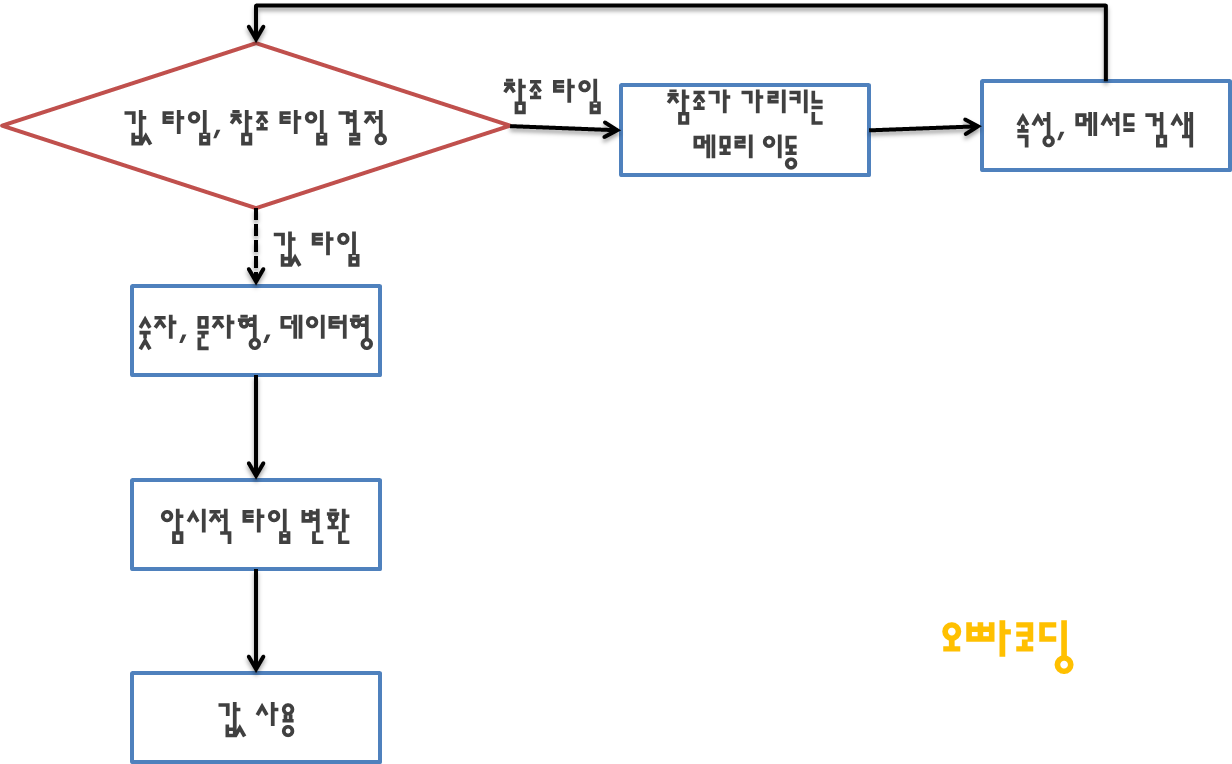 값 타입, 참조 타입 결정
참조 타입
참조가 가리키는
메모리 이동
속성, 메서드 검색
값 타입
숫자, 문자형, 데이터형
암시적 타입 변환
값 사용
오빠코딩